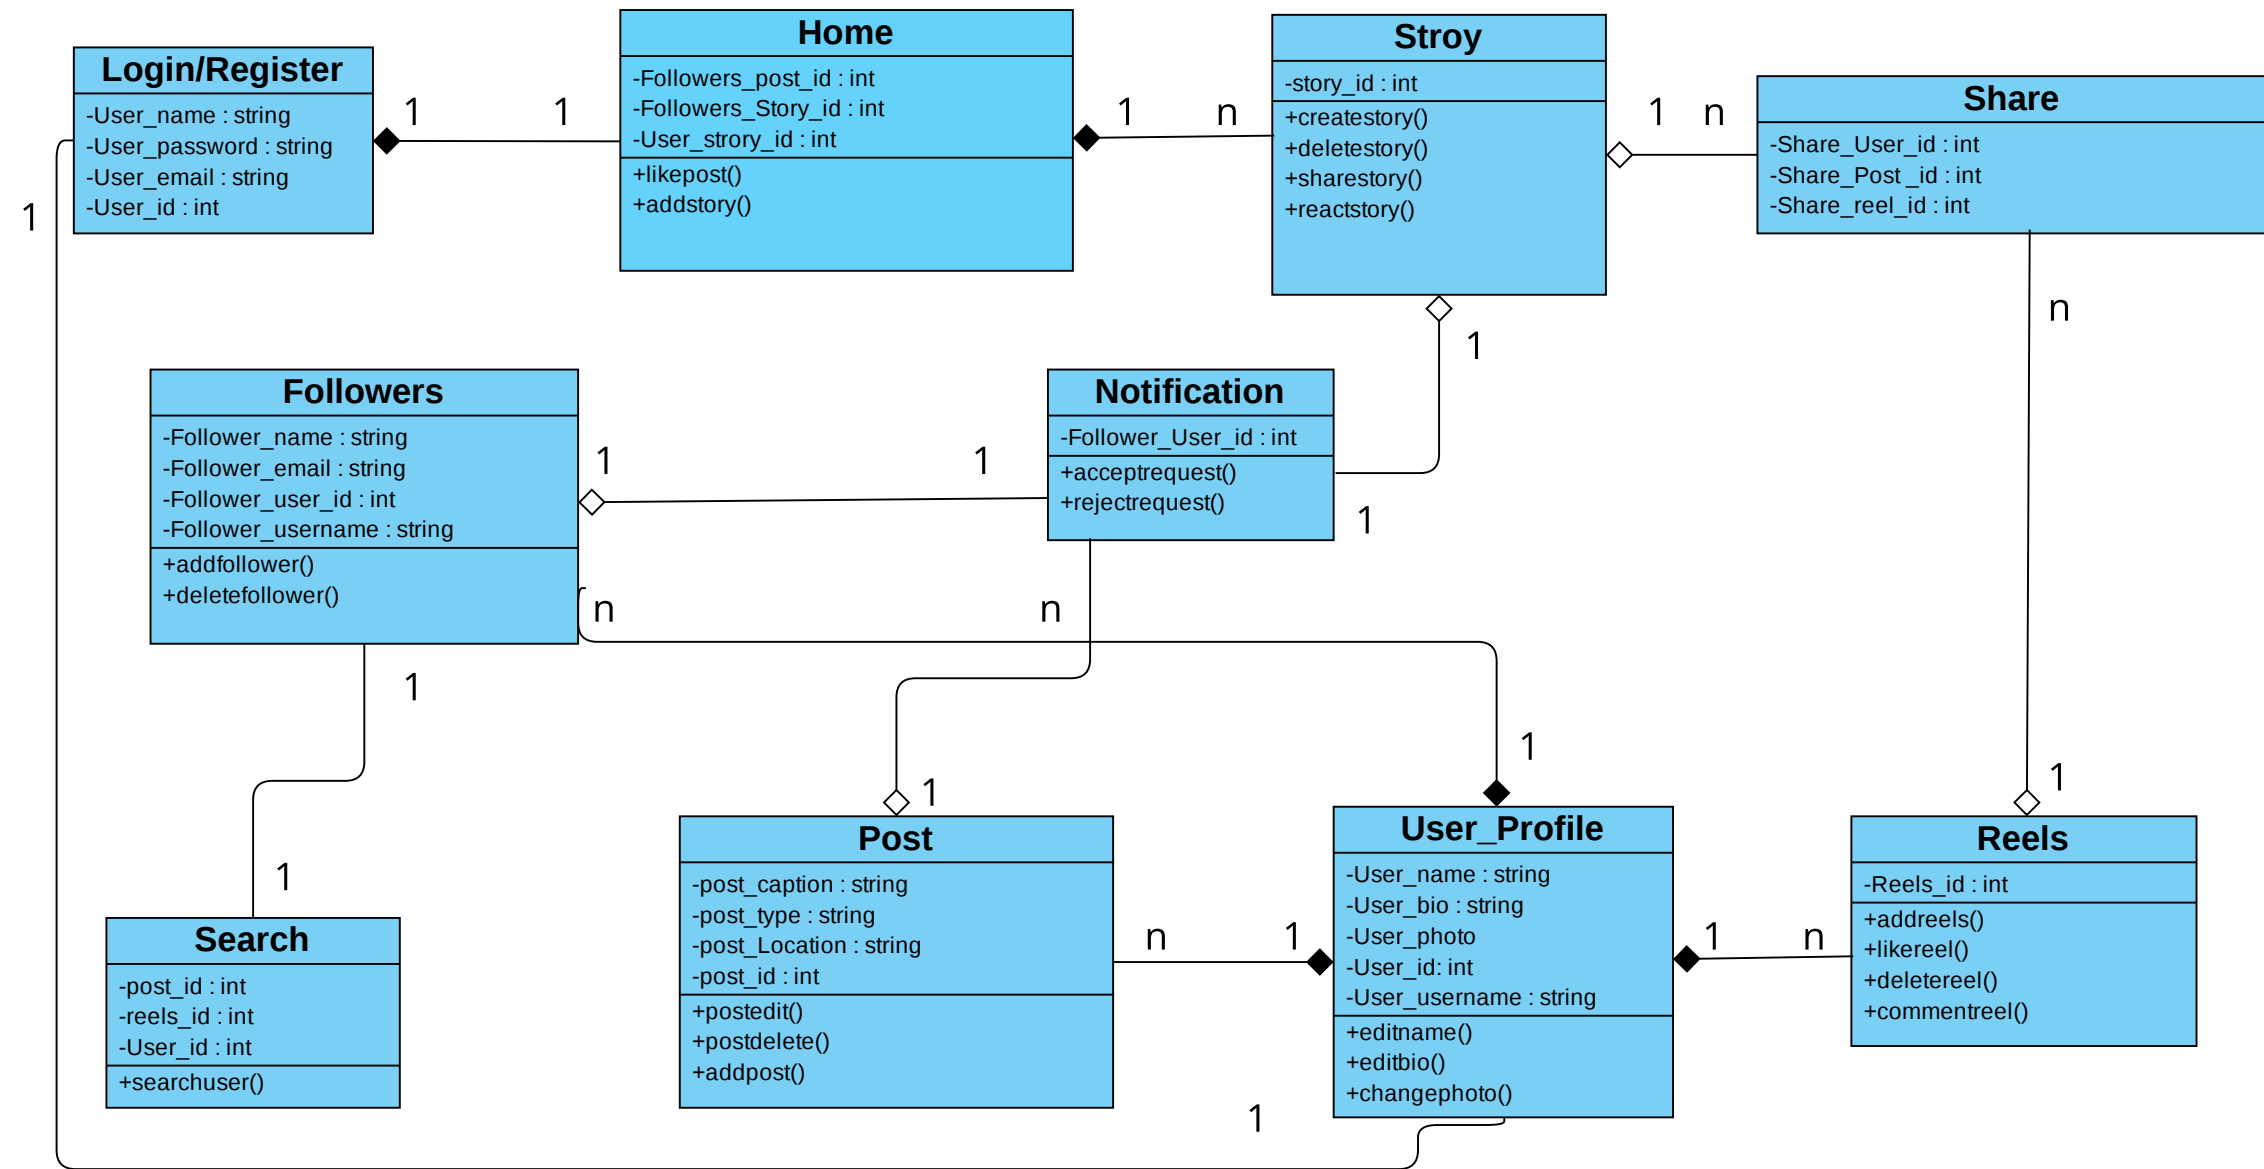 Login/Register
-User_name : string
-User_password : string
-User_email : string
-User_id : int
1
1
1
Home
-Followers_post_id : int
-Followers_Story_id : int
-User_strory_id : int
+likepost()
+addstory()
1
n
Stroy
-story_id : int
+createstory()
+deletestory()
+sharestory()
+reactstory()
1
n
Share
-Share_User_id : int
-Share_Post _id : int
-Share_reel_id : int
n
1
Followers
-Follower_name : string
-Follower_email : string
-Follower_user_id : int
-Follower_username : string
+addfollower()
+deletefollower()
1
1
n
1
Notification
-Follower_User_id : int
+acceptrequest()
+rejectrequest()
1
n
1
1
1
1
Search
-post_id : int
-reels_id : int
-User_id : int
+searchuser()
Post
-post_caption : string
-post_type : string
-post_Location : string
-post_id : int
+postedit()
+postdelete()
+addpost()
n
1
User_Profile
-User_name : string
-User_bio : string
-User_photo
-User_id: int
-User_username : string
+editname()
+editbio()
+changephoto()
1
1
n
Reels
-Reels_id : int
+addreels()
+likereel()
+deletereel()
+commentreel()